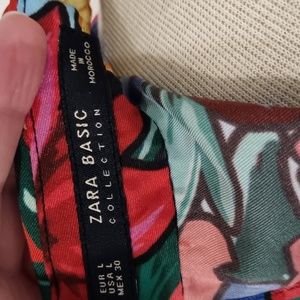 ZARA BASIC
COLLECTION
MADE
IN
MOROCCO
EUR L
USA L
MEX 30